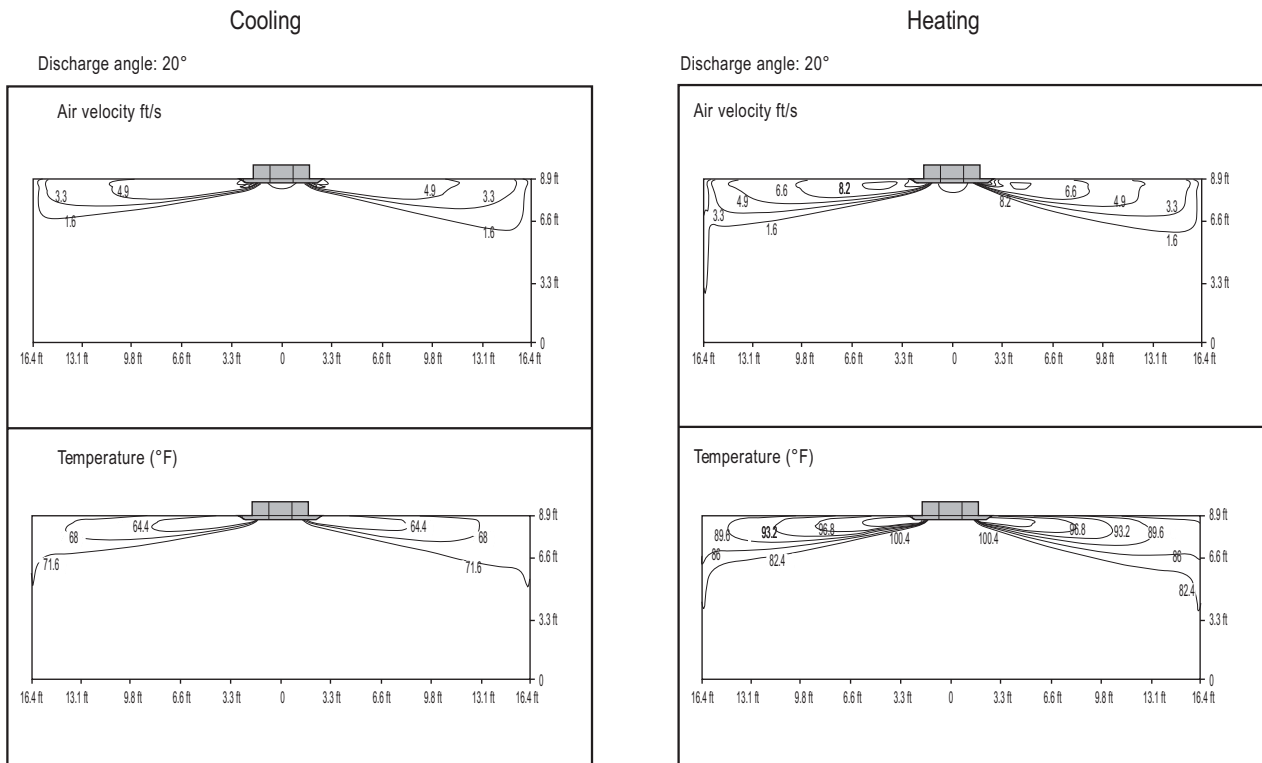 Cooling
Discharge angle: 20°
Air velocity ft/s
3.3 4.9 4.9 3.3
1.6 1.6
8.9 ft
6.6 ft
3.3 ft
0
16.4 ft 13.1 ft 9.8 ft 6.6 ft 3.3 ft 0 3.3 ft 6.6 ft 9.8 ft 13.1 ft 16.4 ft
Temperature (°F)
68 64.4 64.4 68
71.6 71.6
8.9 ft
6.6 ft
3.3 ft
0
16.4 ft 13.1 ft 9.8 ft 6.6 ft 3.3 ft 0 3.3 ft 6.6 ft 9.8 ft 13.1 ft 16.4 ft
Heating
Discharge angle: 20°
Air velocity ft/s
3.3 4.9 6.6 8.2 8.2 6.6 4.9 3.3
1.6 1.6
8.9 ft
6.6 ft
3.3 ft
0
16.4 ft 13.1 ft 9.8 ft 6.6 ft 3.3 ft 0 3.3 ft 6.6 ft 9.8 ft 13.1 ft 16.4 ft
Temperature (°F)
89.6 93.2 96.8 100.4 100.4 96.8 93.2 89.6
86 82.4 86 82.4
8.9 ft
6.6 ft
3.3 ft
0
16.4 ft 13.1 ft 9.8 ft 6.6 ft 3.3 ft 0 3.3 ft 6.6 ft 9.8 ft 13.1 ft 16.4 ft